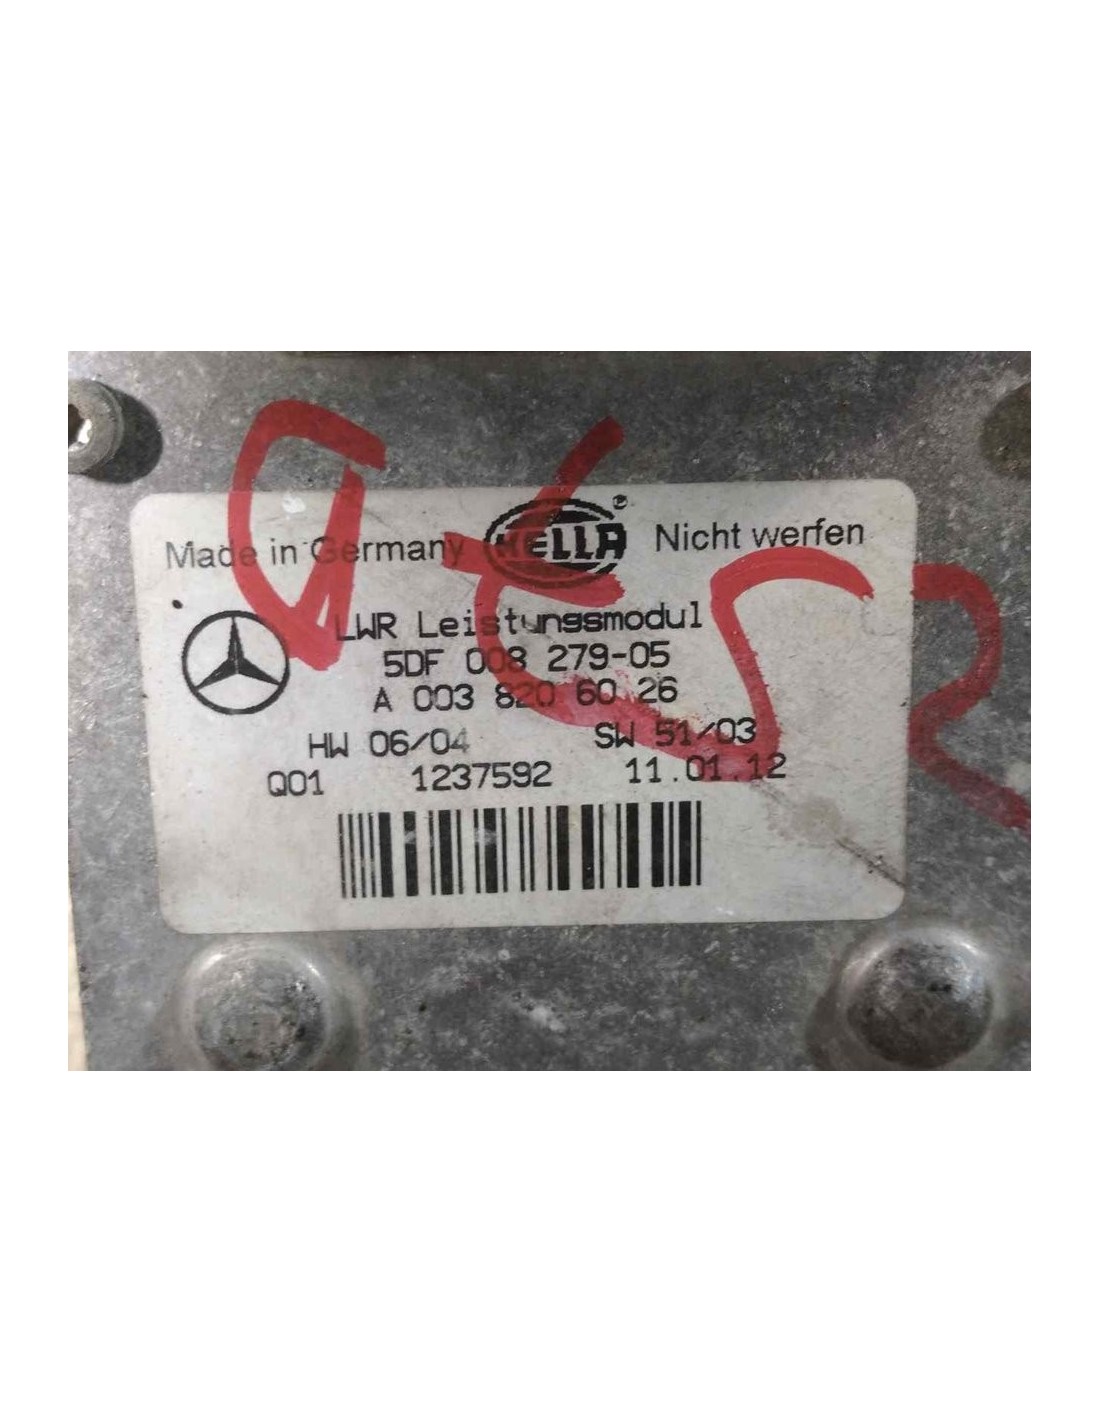 Made in Germany HELLA® Nicht werfen
LWR Leistungsmodul
5DF 008 279-05
A 003 820 60 26
HW 06/04 SW 51/03
Q01 1237592 11.01.12